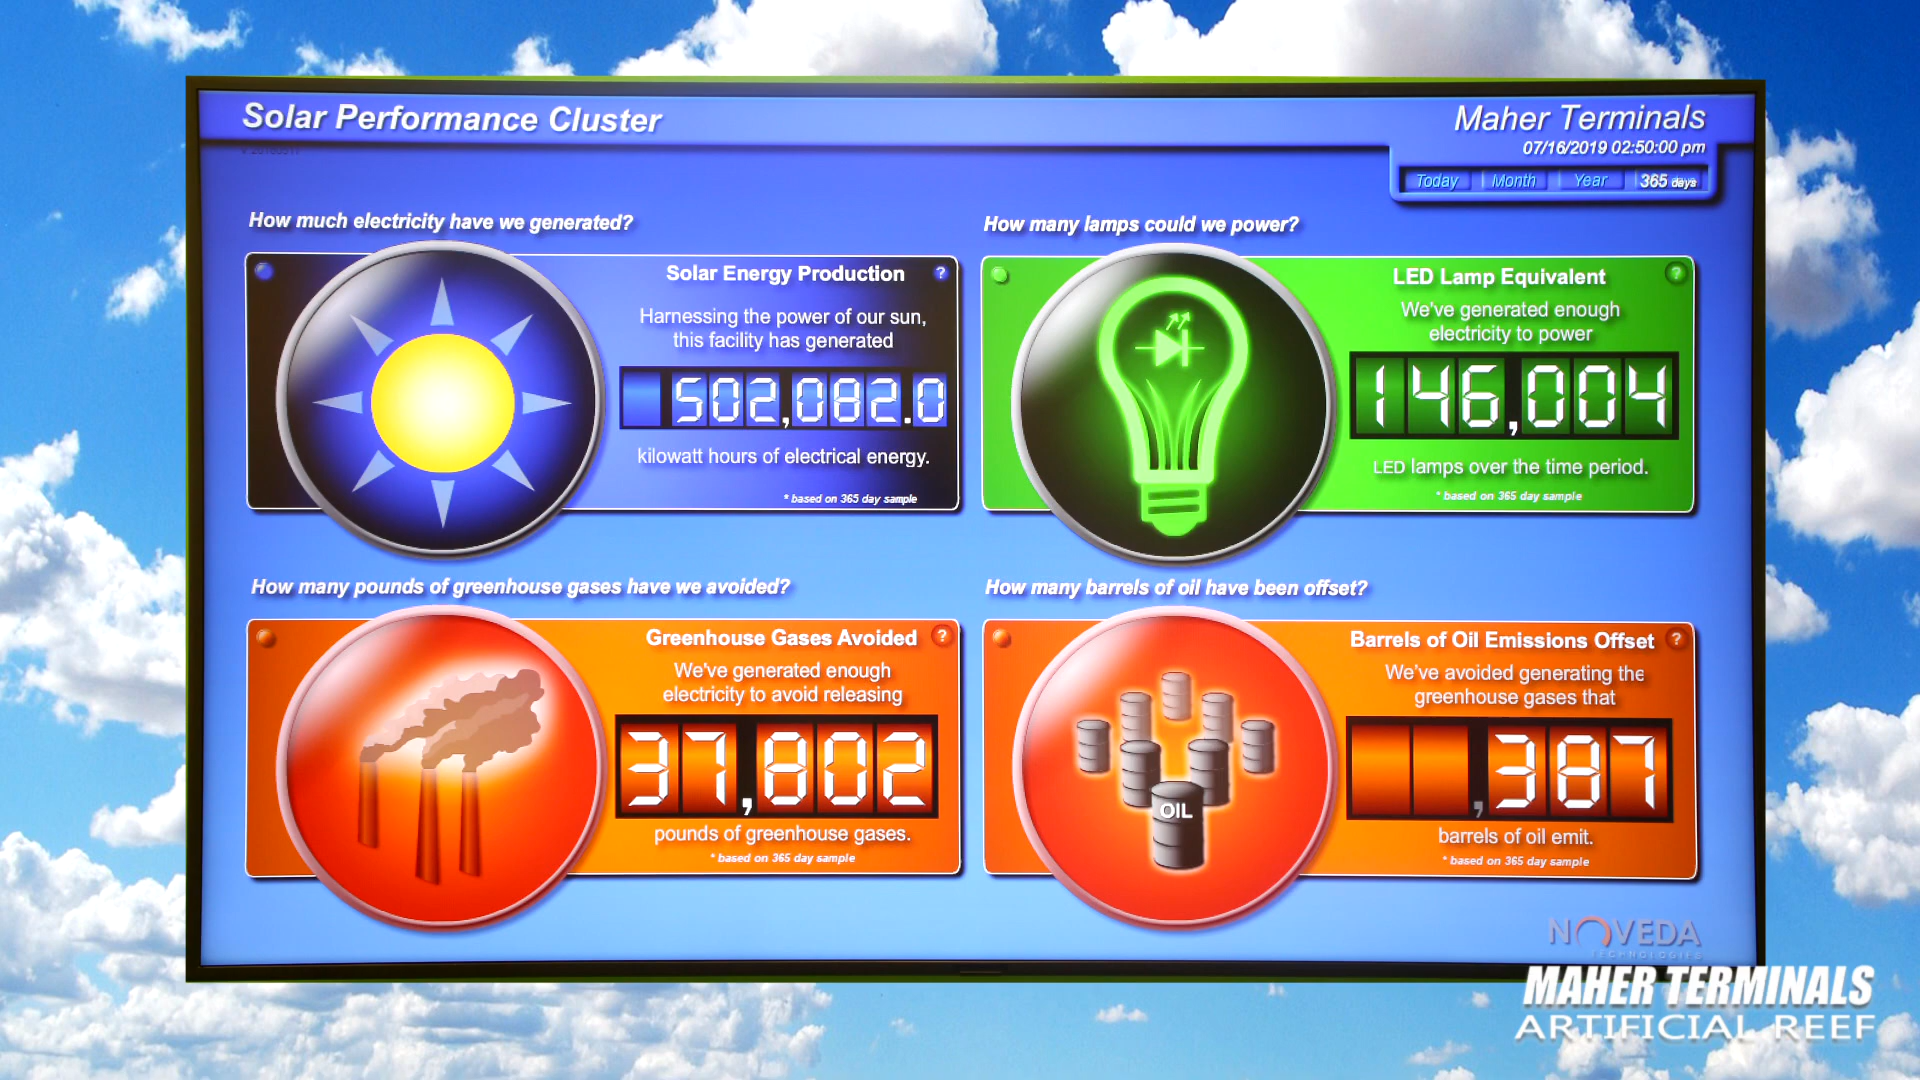 Solar Performance Cluster
Maher Terminals
07/16/2019 02:50:00 pm
Today Month Year 365 days
How much electricity have we generated?
Solar Energy Production ?
Harnessing the power of our sun,
this facility has generated
502,082.0
kilowatt hours of electrical energy.
* based on 365 day sample
How many lamps could we power?
LED Lamp Equivalent ?
We've generated enough
electricity to power
146,004
LED lamps over the time period.
* based on 365 day sample
How many pounds of greenhouse gases have we avoided?
Greenhouse Gases Avoided ?
We've generated enough
electricity to avoid releasing
37,802
pounds of greenhouse gases.
* based on 365 day sample
How many barrels of oil have been offset?
Barrels of Oil Emissions Offset ?
We've avoided generating the
greenhouse gases that
OIL
,387
barrels of oil emit.
* based on 365 day sample
NOVEDA
TECHNOLOGIES
MAHER TERMINALS
ARTIFICIAL REEF